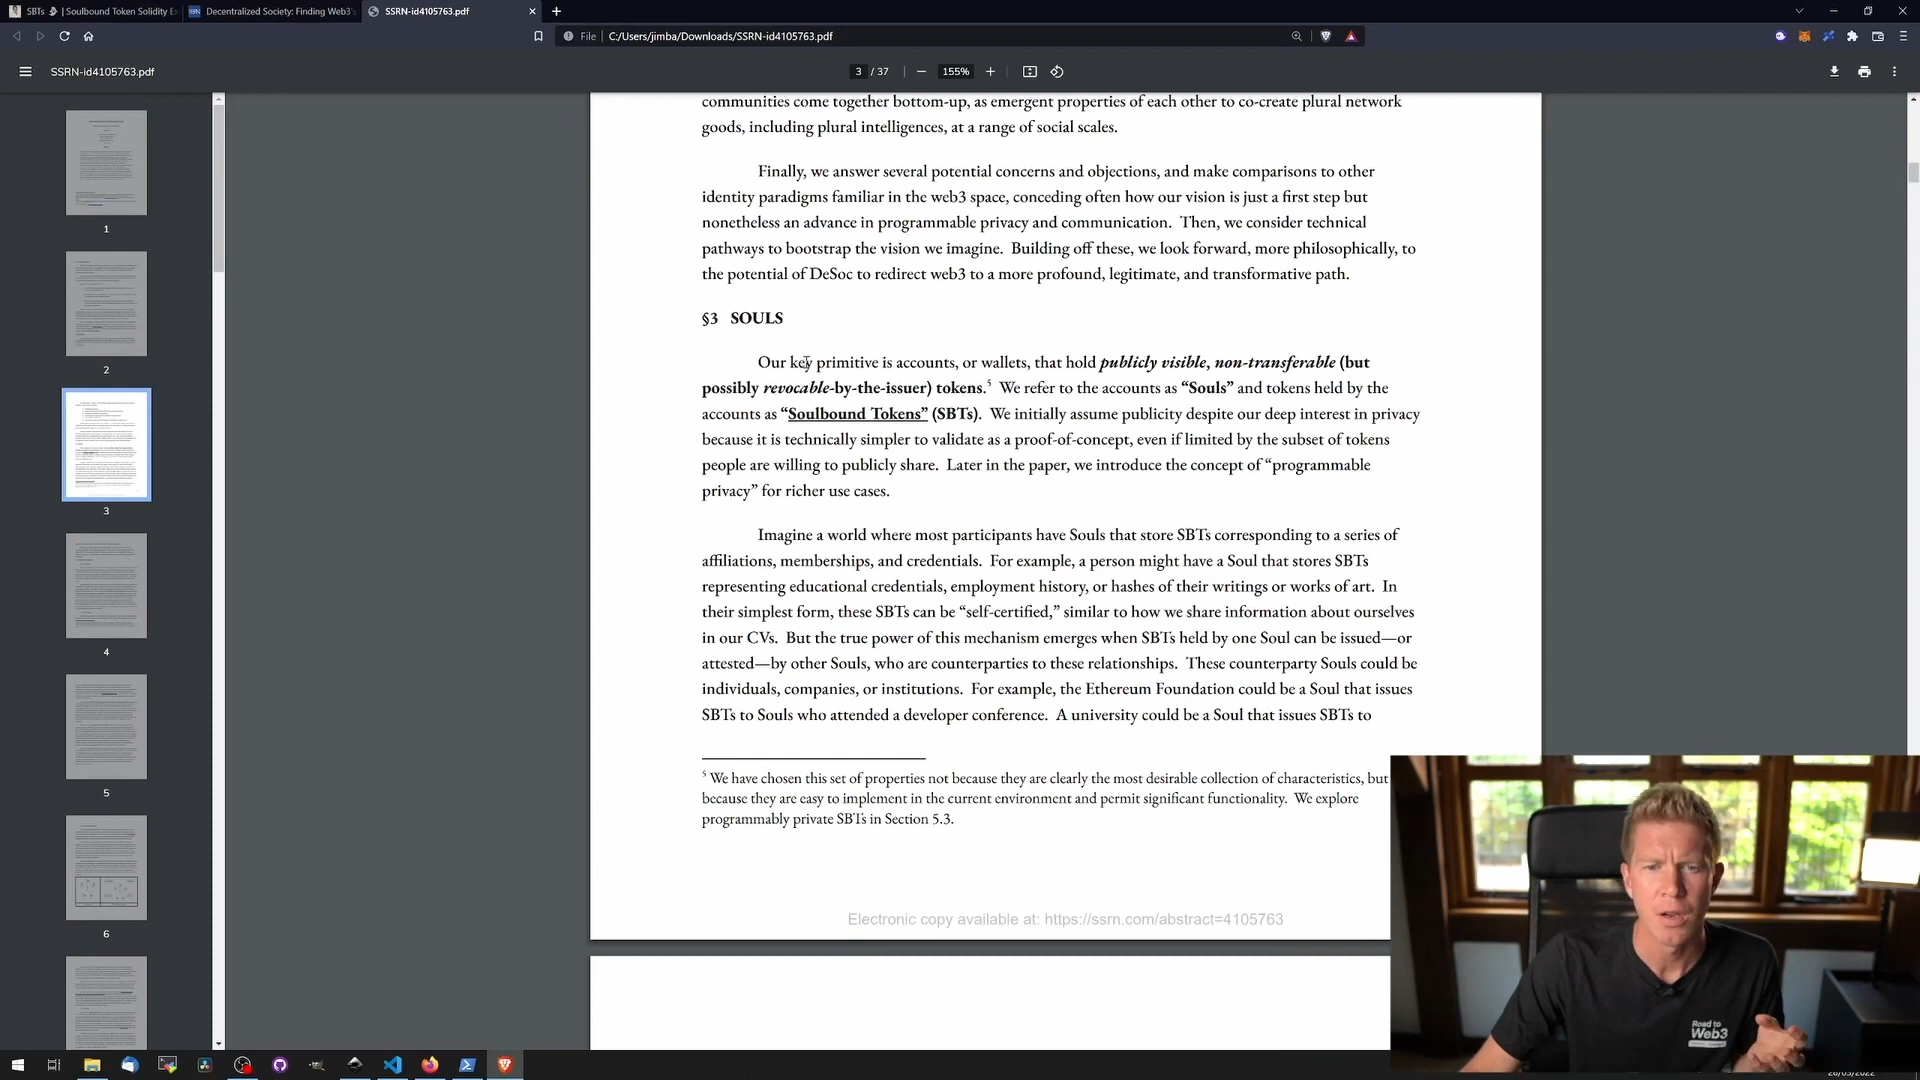 SBTs | Soulbound Token Solidity E
SSRN Decentralized Society: Finding Web3's
SSRN-id4105763.pdf
File | C:/Users/jimba/Downloads/SSRN-id4105763.pdf
SSRN-id4105763.pdf
3 / 37
155%
1
2
3
4
5
6
communities come together bottom-up, as emergent properties of each other to co-create plural network
goods, including plural intelligences, at a range of social scales.
Finally, we answer several potential concerns and objections, and make comparisons to other
identity paradigms familiar in the web3 space, conceding often how our vision is just a first step but
nonetheless an advance in programmable privacy and communication. Then, we consider technical
pathways to bootstrap the vision we imagine. Building off these, we look forward, more philosophically, to
the potential of DeSoc to redirect web3 to a more profound, legitimate, and transformative path.
§3 SOULS
Our key primitive is accounts, or wallets, that hold publicly visible, non-transferable (but
possibly revocable-by-the-issuer) tokens.5 We refer to the accounts as “Souls” and tokens held by the
accounts as “Soulbound Tokens” (SBTs). We initially assume publicity despite our deep interest in privacy
because it is technically simpler to validate as a proof-of-concept, even if limited by the subset of tokens
people are willing to publicly share. Later in the paper, we introduce the concept of “programmable
privacy” for richer use cases.
Imagine a world where most participants have Souls that store SBTs corresponding to a series of
affiliations, memberships, and credentials. For example, a person might have a Soul that stores SBTs
representing educational credentials, employment history, or hashes of their writings or works of art. In
their simplest form, these SBTs can be “self-certified,” similar to how we share information about ourselves
in our CVs. But the true power of this mechanism emerges when SBTs held by one Soul can be issued—or
attested—by other Souls, who are counterparties to these relationships. These counterparty Souls could be
individuals, companies, or institutions. For example, the Ethereum Foundation could be a Soul that issues
SBTs to Souls who attended a developer conference. A university could be a Soul that issues SBTs to
5 We have chosen this set of properties not because they are clearly the most desirable collection of characteristics, but
because they are easy to implement in the current environment and permit significant functionality. We explore
programmably private SBTs in Section 5.3.
Electronic copy available at: https://ssrn.com/abstract=4105763
Road to
Web3